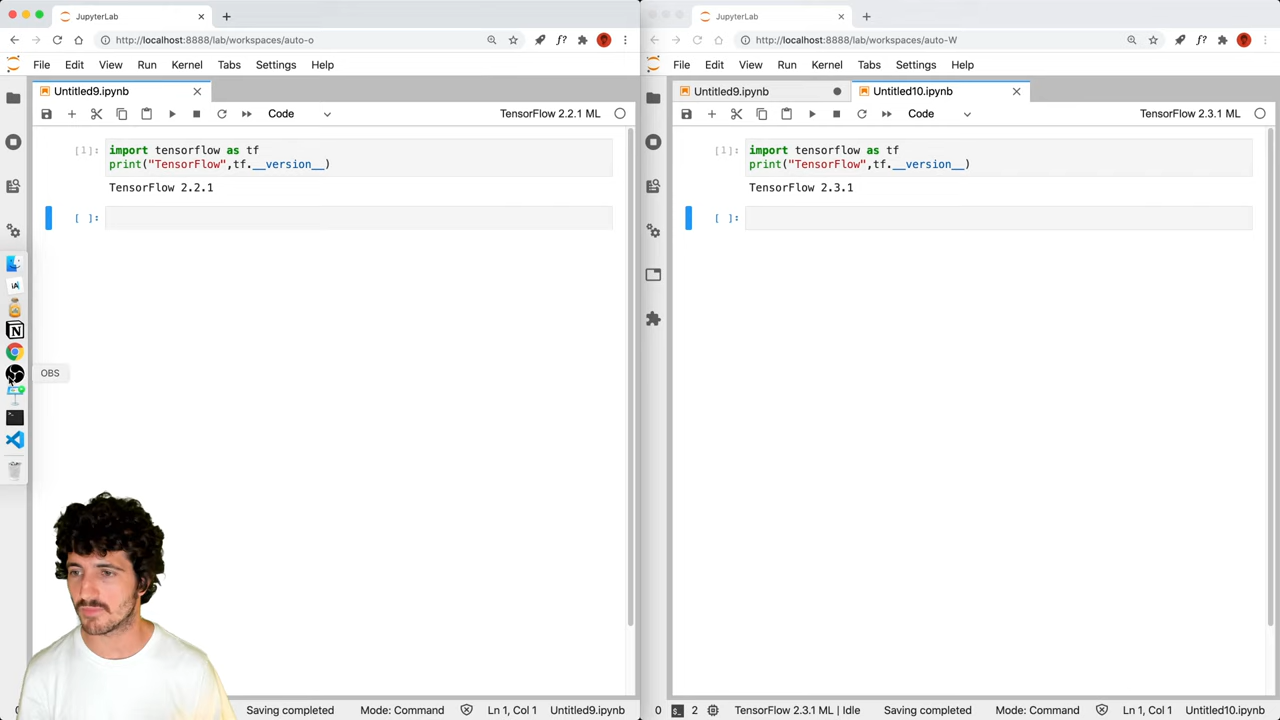 JupyterLab
http://localhost:8888/lab/workspaces/auto-o
File Edit View Run Kernel Tabs Settings Help
Untitled9.ipynb
Code TensorFlow 2.2.1 ML
[1]: import tensorflow as tf
print("TensorFlow",tf.__version__)
TensorFlow 2.2.1
[ ]:
iA
N
OBS
Saving completed Mode: Command Ln 1, Col 1 Untitled9.ipynb
JupyterLab
http://localhost:8888/lab/workspaces/auto-W
File Edit View Run Kernel Tabs Settings Help
Untitled9.ipynb Untitled10.ipynb
Code TensorFlow 2.3.1 ML
[1]: import tensorflow as tf
print("TensorFlow",tf.__version__)
TensorFlow 2.3.1
[ ]:
0 2 TensorFlow 2.3.1 ML | Idle Saving completed Mode: Command Ln 1, Col 1 Untitled10.ipynb